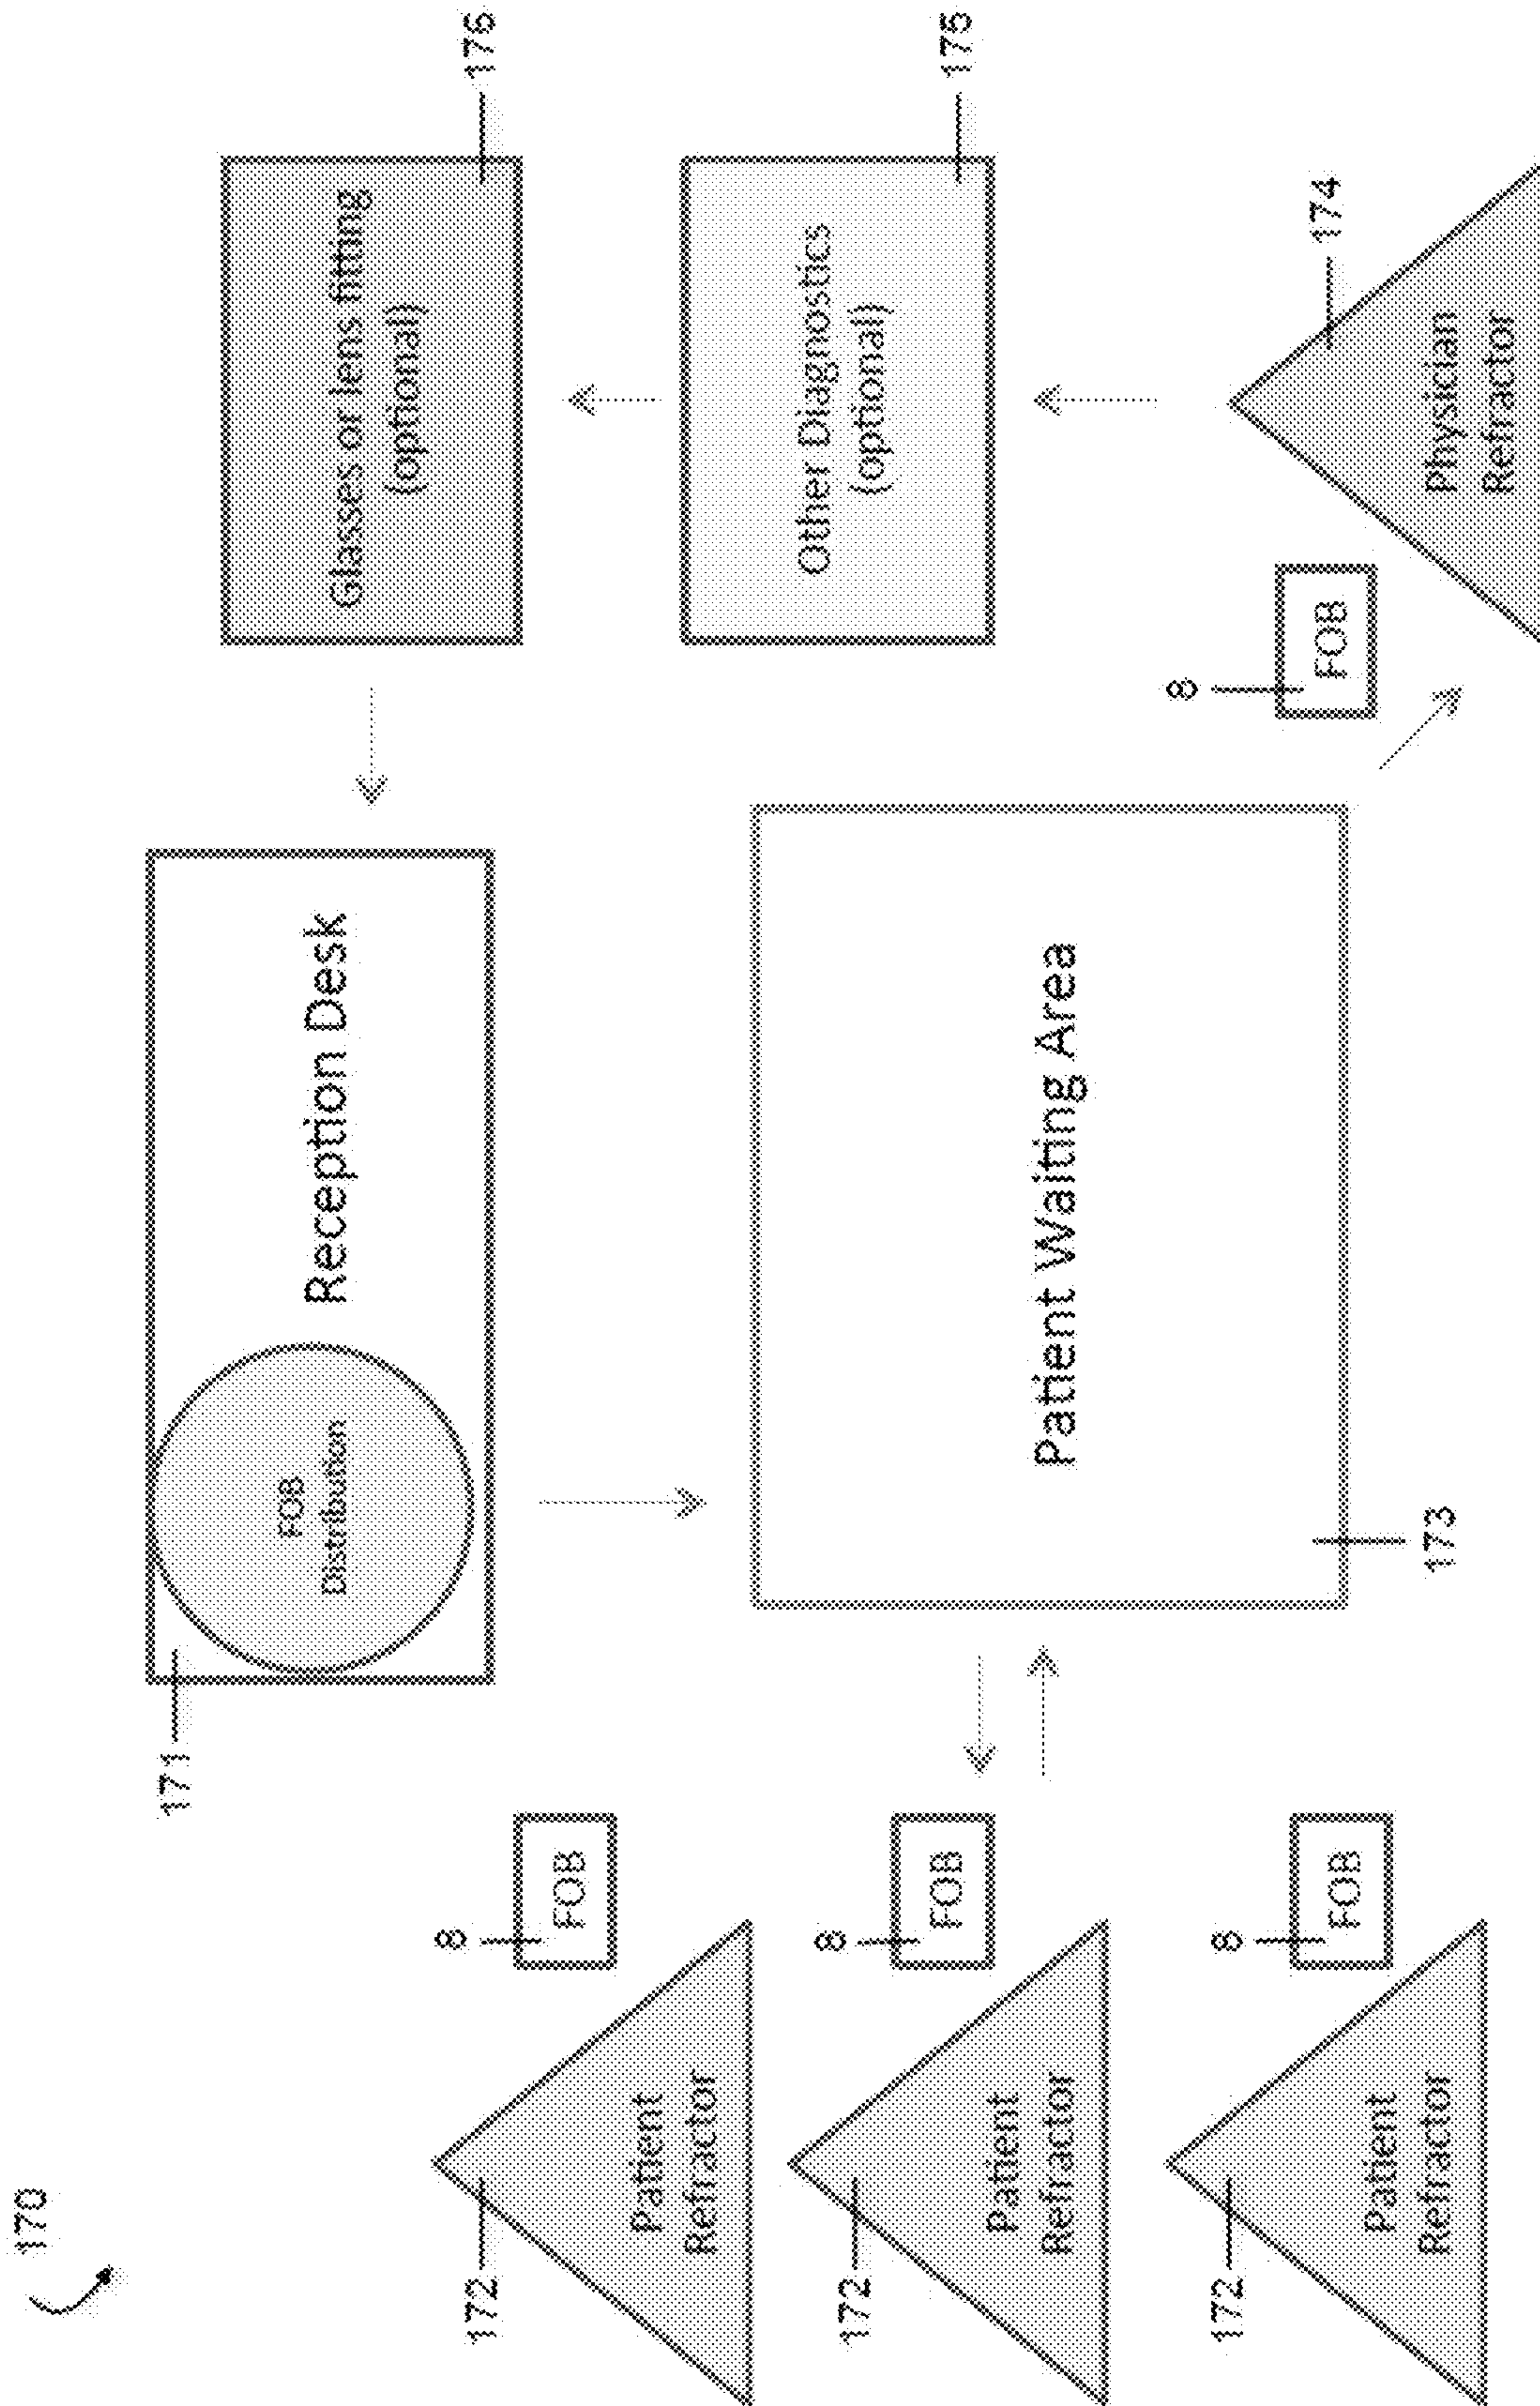 170
171
FOB
Distribution
Reception Desk
Glasses or lens fitting
(optional)
176
172
Patient
Refractor
8
FOB
172
Patient
Refractor
8
FOB
172
Patient
Refractor
8
FOB
Patient Waiting Area
173
Other Diagnostics
(optional)
175
8
FOB
174
Physician
Refractor